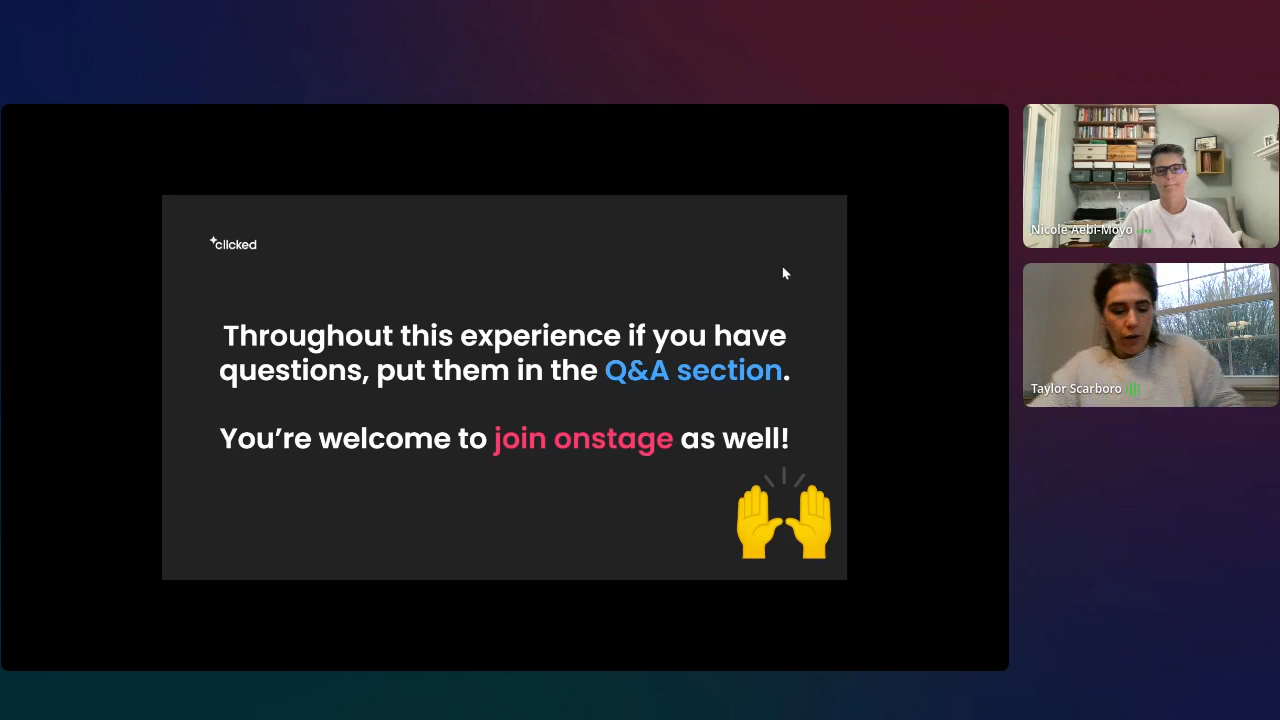 clicked
Throughout this experience if you have
questions, put them in the Q&A section.
You’re welcome to join onstage as well!
Nicole Aebi-Moyo
Taylor Scarboro